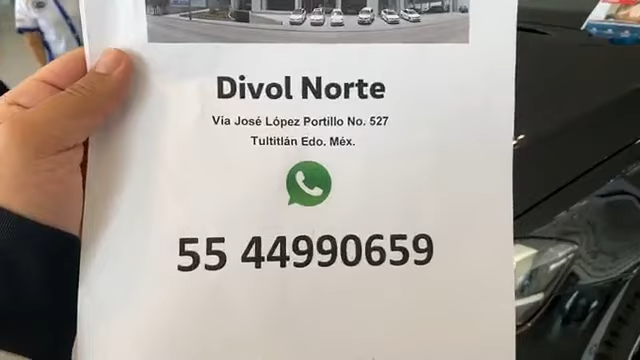 Divol Norte
Vía José López Portillo No. 527
Tultitlán Edo. Méx.
55 44990659